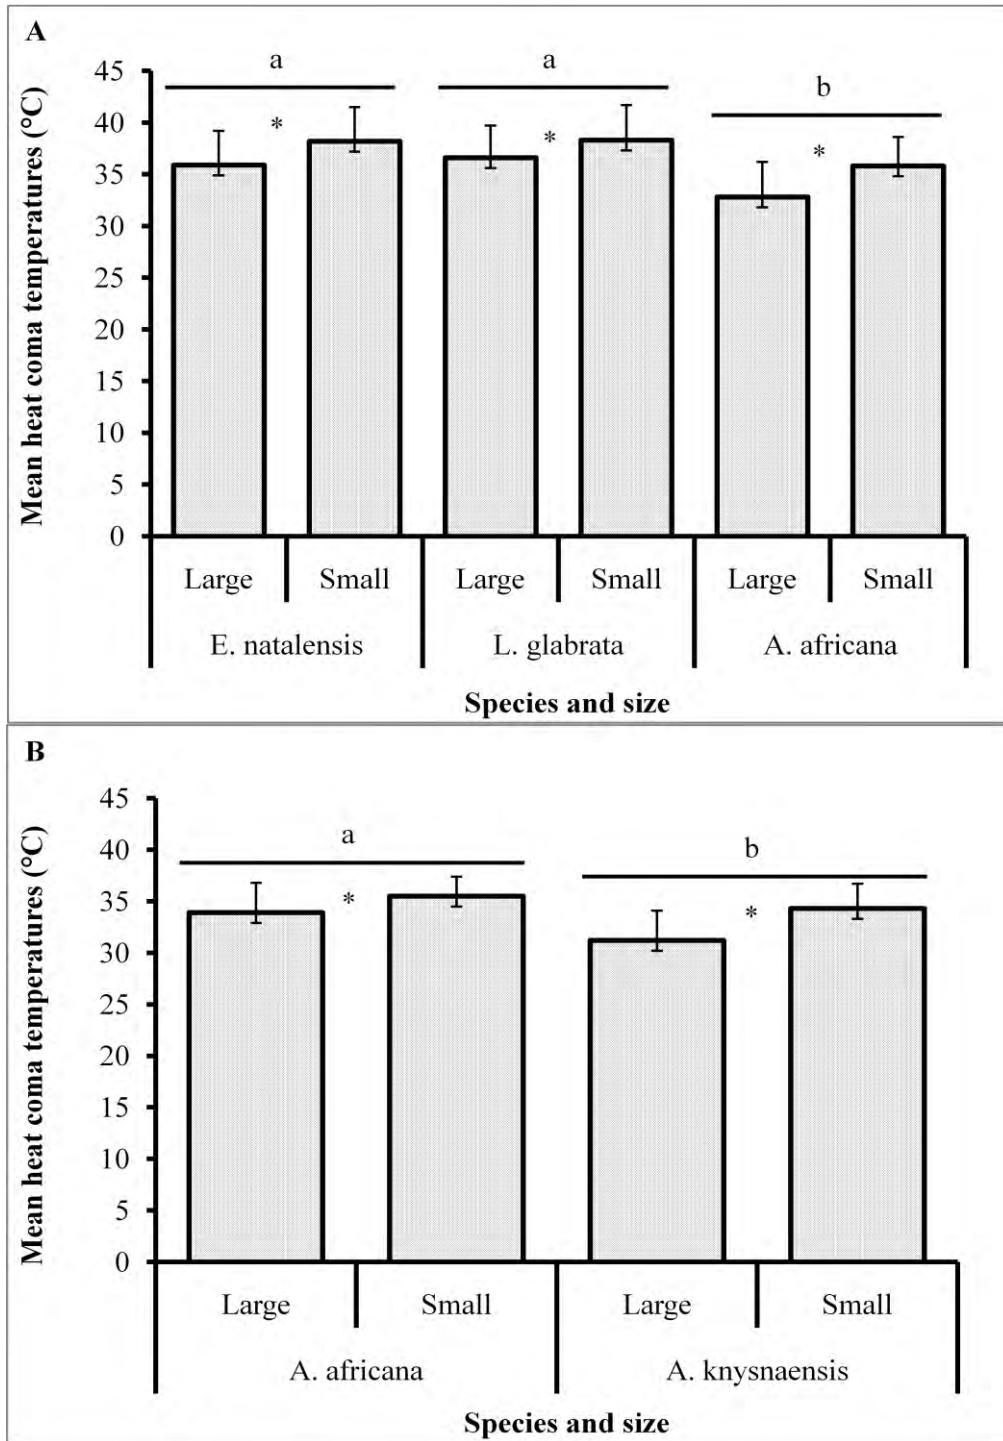 A
a
a
b
45
40
35
30
25
20
15
10
5
0
*
*
*
Mean heat coma temperatures (°C)
Large Small Large Small Large Small
E. natalensis L. glabrata A. africana
Species and size
B
a
b
45
40
35
30
25
20
15
10
5
0
*
*
Mean heat coma temperatures (°C)
Large Small Large Small
A. africana A. knysnaensis
Species and size